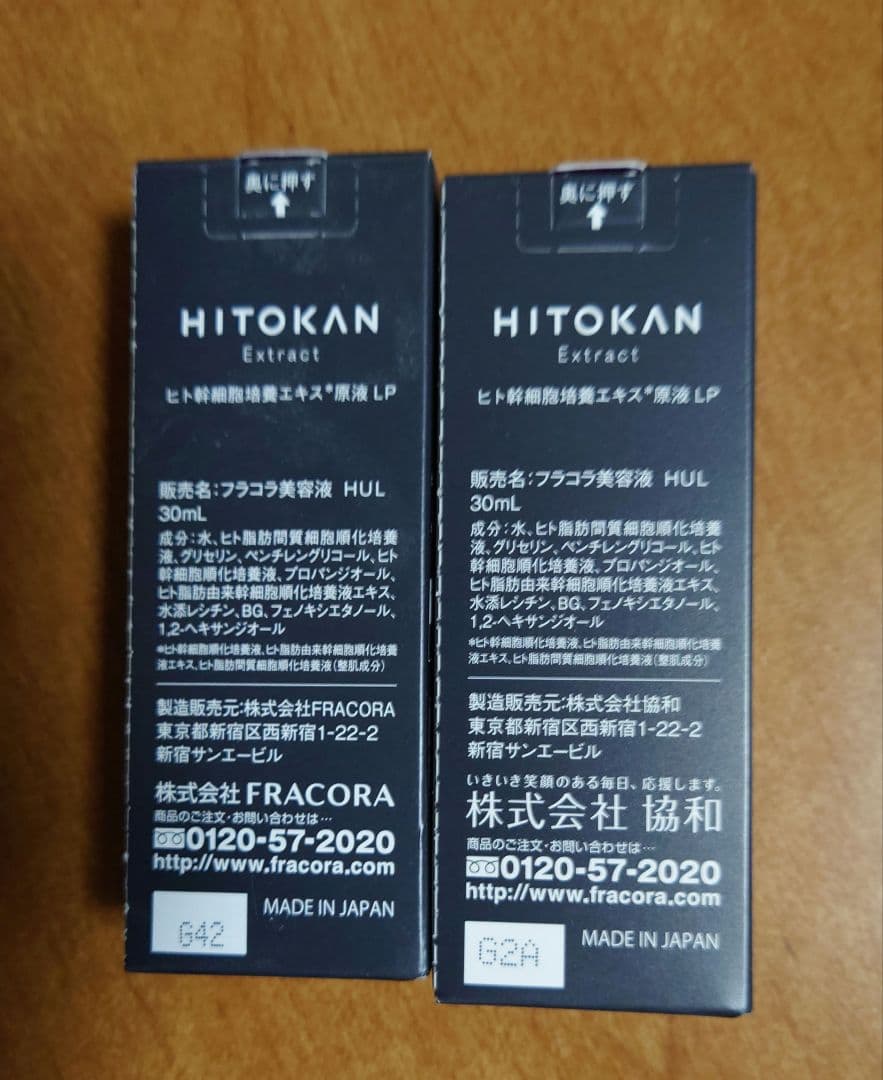 奥に押す
HITOKAN
Extract
ヒト幹細胞培養エキス*原液 LP
販売名:フラコラ美容液 HUL
30mL
成分:水、ヒト脂肪間質細胞順化培養
液、グリセリン、ペンチレングリコール、ヒト
幹細胞順化培養液、プロパンジオール、
ヒト脂肪由来幹細胞順化培養液エキス、
水添レシチン、BG、フェノキシエタノール、
1,2-ヘキサンジオール
*ヒト幹細胞順化培養液、ヒト脂肪由来幹細胞順化培養
液エキス、ヒト脂肪間質細胞順化培養液(整肌成分)
製造販売元:株式会社FRACORA
東京都新宿区西新宿1-22-2
新宿サンエービル
株式会社 FRACORA
商品のご注文・お問い合わせは…
0120-57-2020
http://www.fracora.com
MADE IN JAPAN
G42
奥に押す
HITOKAN
Extract
ヒト幹細胞培養エキス*原液 LP
販売名:フラコラ美容液 HUL
30mL
成分:水、ヒト脂肪間質細胞順化培養
液、グリセリン、ペンチレングリコール、ヒト
幹細胞順化培養液、プロパンジオール、
ヒト脂肪由来幹細胞順化培養液エキス、
水添レシチン、BG、フェノキシエタノール、
1,2-ヘキサンジオール
*ヒト幹細胞順化培養液、ヒト脂肪由来幹細胞順化培養
液エキス、ヒト脂肪間質細胞順化培養液(整肌成分)
製造販売元:株式会社協和
東京都新宿区西新宿1-22-2
新宿サンエービル
いきいき笑顔のある毎日、応援します。
株式会社 協和
商品のご注文・お問い合わせは…
0120-57-2020
http://www.fracora.com
MADE IN JAPAN
G2A